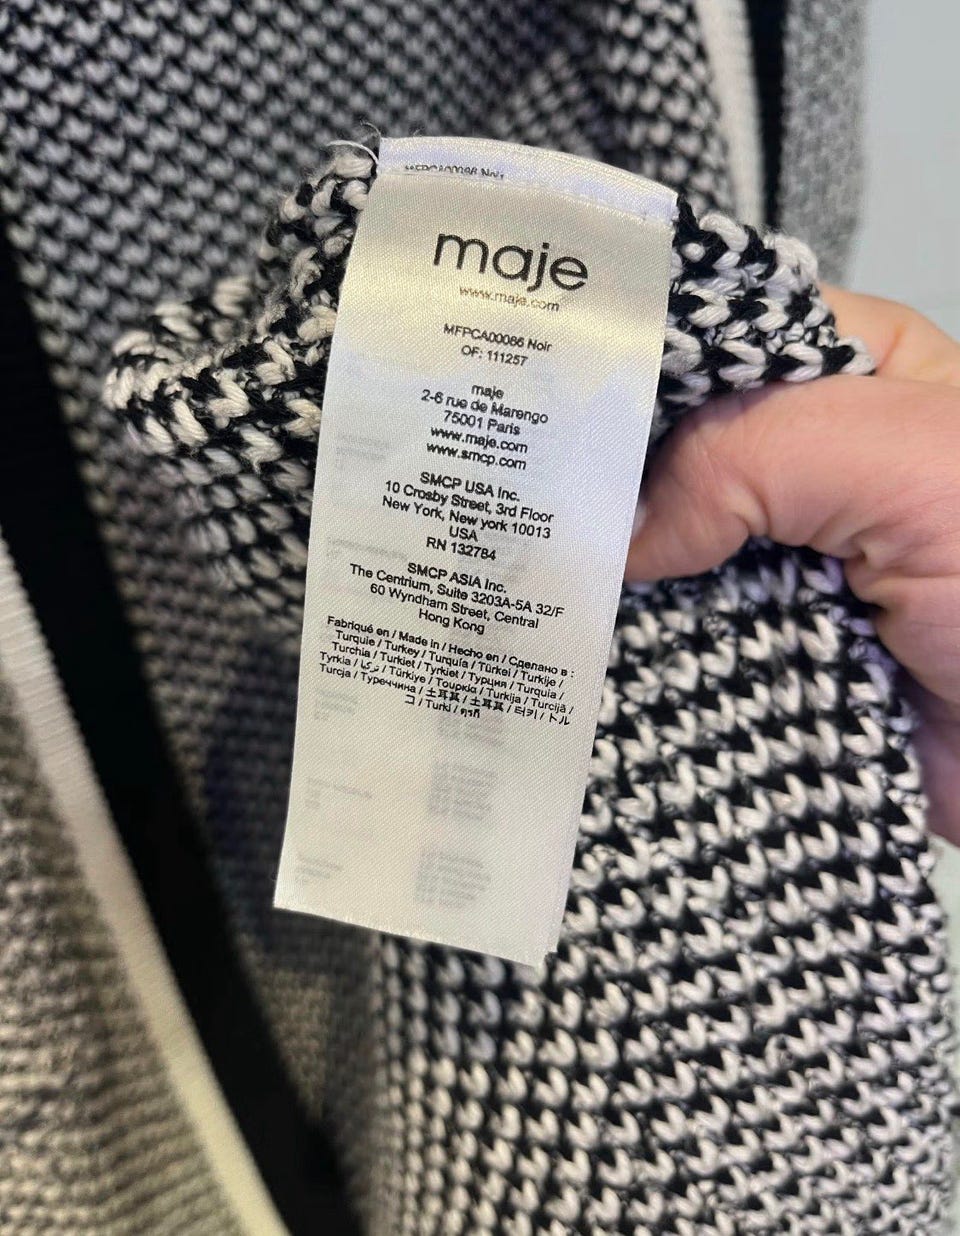 maje
www.maje.com
MFPCA00086 Noir
OF: 111257
maje
2-6 rue de Marengo
75001 Paris
www.maje.com
www.smcp.com
SMCP USA Inc.
10 Crosby Street, 3rd Floor
New York, New york 10013
USA
RN 132784
SMCP ASIA Inc.
The Centrium, Suite 3203A-5A 32/F
60 Wyndham Street, Central
Hong Kong
Fabriqué en / Made in / Hecho en / Сделано в :
Turquie / Turkey / Turquía / Türkei / Turkije /
Turchia / Turkiet / Tyrkiet / Турция / Turquia /
Tyrkia / تركيا / Türkiye / Τουρκία / Turkija / Turcijā /
Turcja / Туреччина / 土耳其 / 土耳其 / 터키 / トル
コ / Turki / ตุรกี